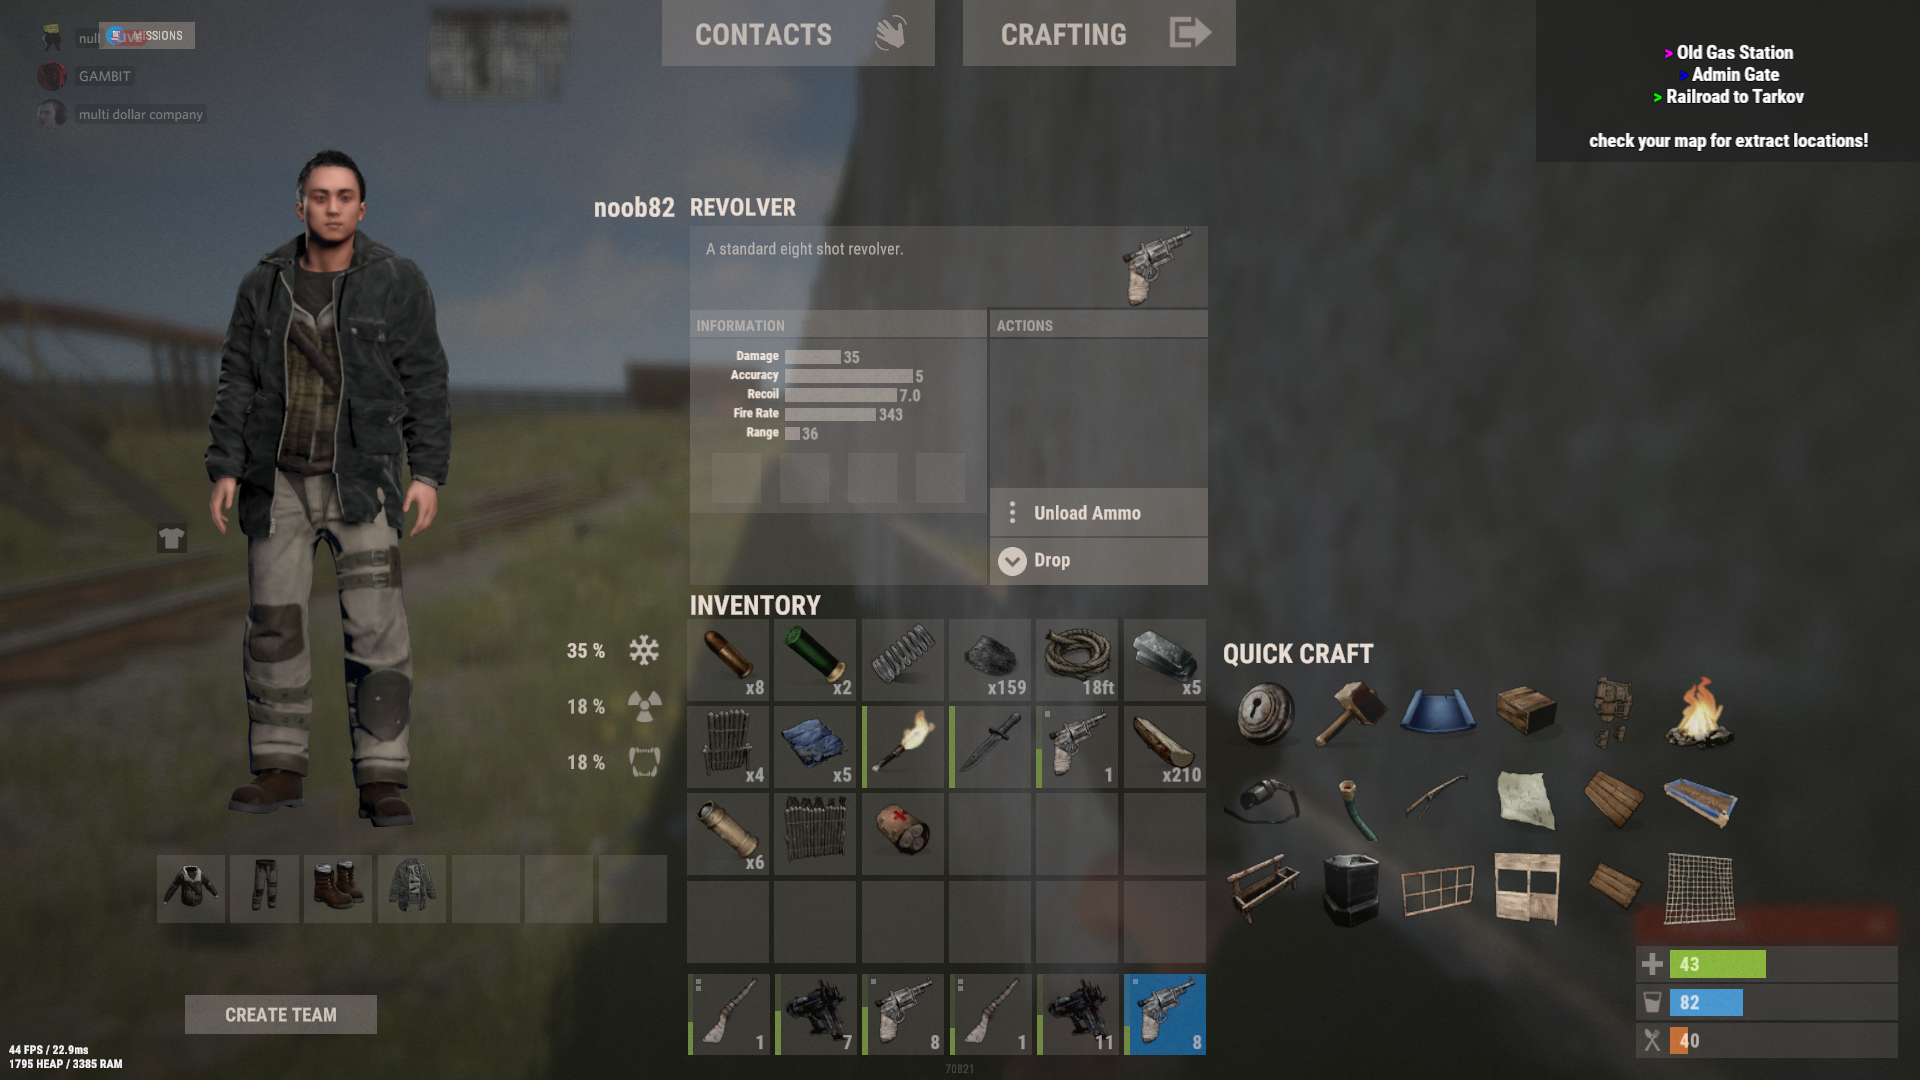 null LIVE
MISSIONS
GAMBIT
multi dollar company
CONTACTS
CRAFTING
> Old Gas Station
> Admin Gate
> Railroad to Tarkov
check your map for extract locations!
noob82
REVOLVER
A standard eight shot revolver.
INFORMATION
ACTIONS
Damage 35
Accuracy 5
Recoil 7.0
Fire Rate 343
Range 36
Unload Ammo
Drop
INVENTORY
35 %
18 %
18 %
x8
x2
x159
18ft
x5
x4
x5
1
x210
x6
QUICK CRAFT
1
7
8
1
11
8
43
82
40
CREATE TEAM
44 FPS / 22.9ms
1795 HEAP / 3385 RAM
70821